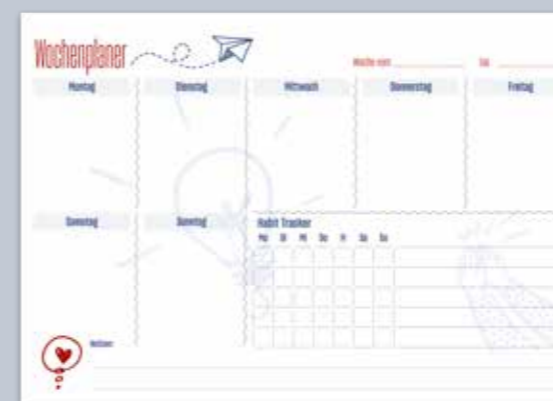 Wochenplaner
Woche von bis
Montag Dienstag Mittwoch Donnerstag Freitag
Samstag Sonntag Habit Tracker
Mo Di Mi Do Fr Sa So
Notizen